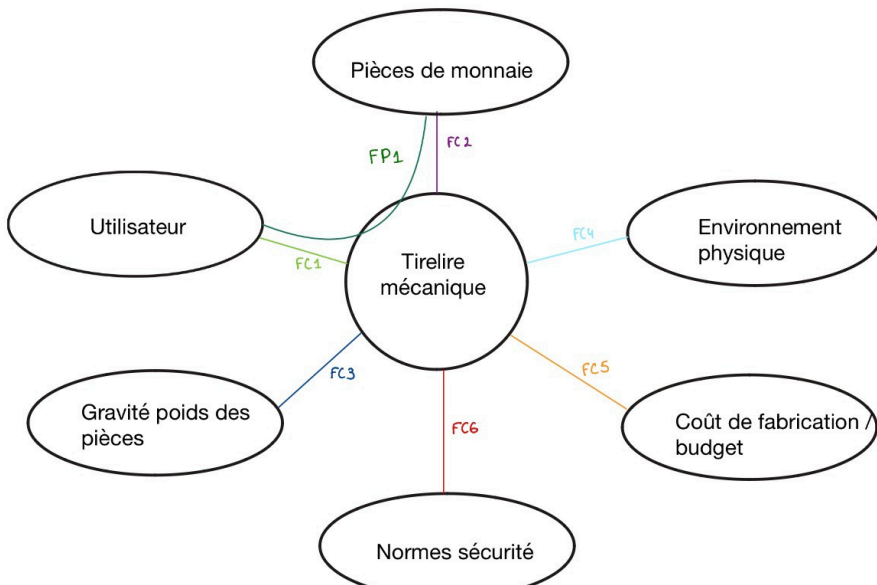 Pièces de monnaie
FP1
FC2
Utilisateur
FC1
Tirelire
mécanique
FC4
Environnement
physique
Gravité poids des
pièces
FC3
FC6
FC5
Coût de fabrication /
budget
Normes sécurité